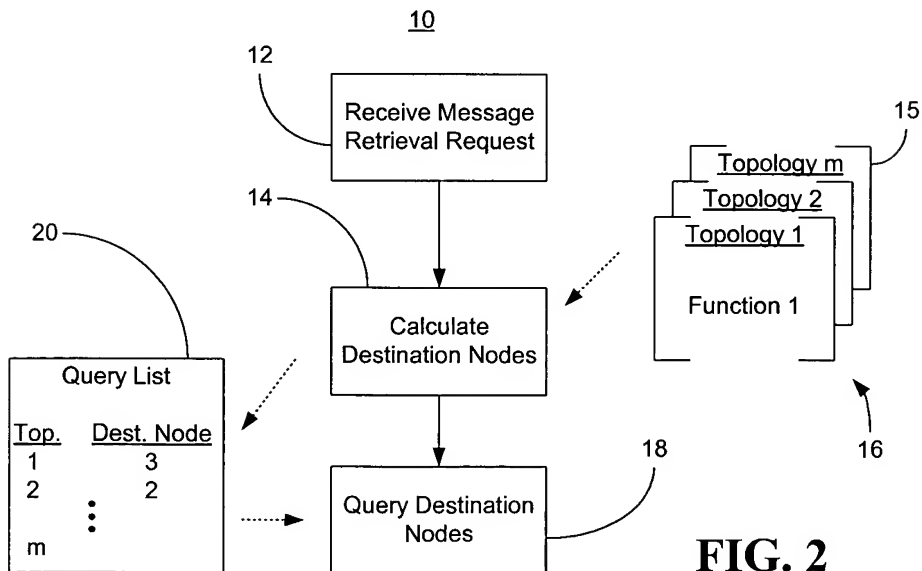 10
12
Receive Message
Retrieval Request
15
Topology m
Topology 2
Topology 1
Function 1
16
14
Calculate
Destination Nodes
20
Query List
Top. Dest. Node
1 3
2 2
m
18
Query Destination
Nodes
FIG. 2